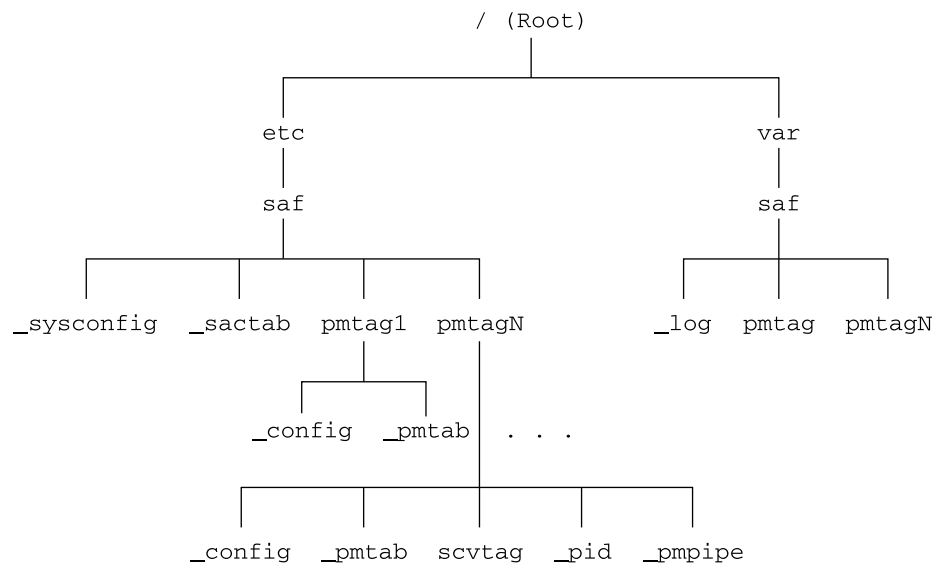 / (Root)
etc var
saf saf
_sysconfig _sactab pmtag1 pmtagN _log pmtag pmtagN
_config _pmtab . . .
_config _pmtab scvtag _pid _pmpipe